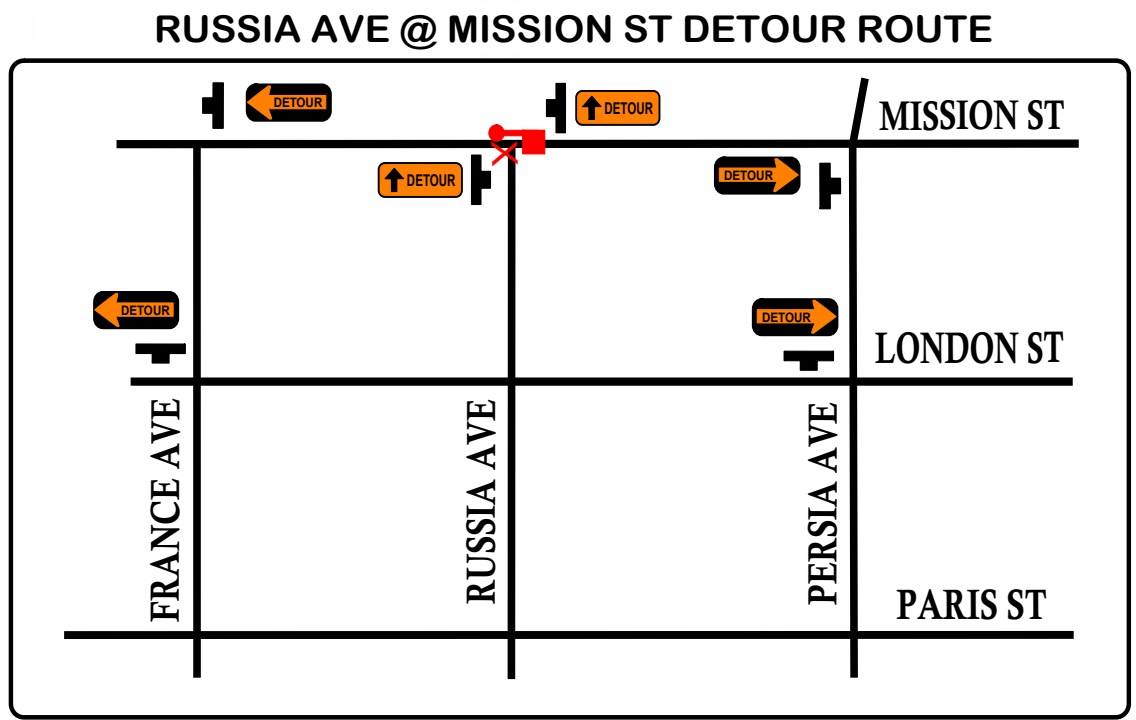 RUSSIA AVE @ MISSION ST DETOUR ROUTE
DETOUR
DETOUR
MISSION ST
DETOUR
DETOUR
DETOUR
DETOUR
LONDON ST
FRANCE AVE
RUSSIA AVE
PERSIA AVE
PARIS ST